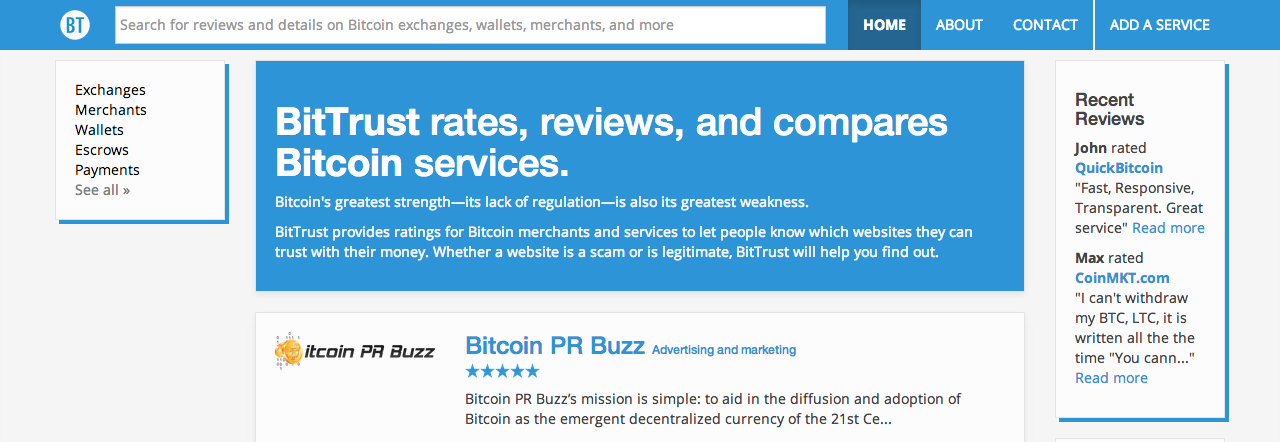 BT
Search for reviews and details on Bitcoin exchanges, wallets, merchants, and more
HOME
ABOUT
CONTACT
ADD A SERVICE
Exchanges
Merchants
Wallets
Escrows
Payments
See all »
BitTrust rates, reviews, and compares
Bitcoin services.
Bitcoin's greatest strength—its lack of regulation—is also its greatest weakness.
BitTrust provides ratings for Bitcoin merchants and services to let people know which websites they can
trust with their money. Whether a website is a scam or is legitimate, BitTrust will help you find out.
itcoin PR Buzz
Bitcoin PR Buzz Advertising and marketing
★★★★★
Bitcoin PR Buzz’s mission is simple: to aid in the diffusion and adoption of
Bitcoin as the emergent decentralized currency of the 21st Ce...
Recent
Reviews
John rated
QuickBitcoin
"Fast, Responsive,
Transparent. Great
service" Read more
Max rated
CoinMKT.com
"I can't withdraw
my BTC, LTC, it is
written all the the
time "You cann..."
Read more